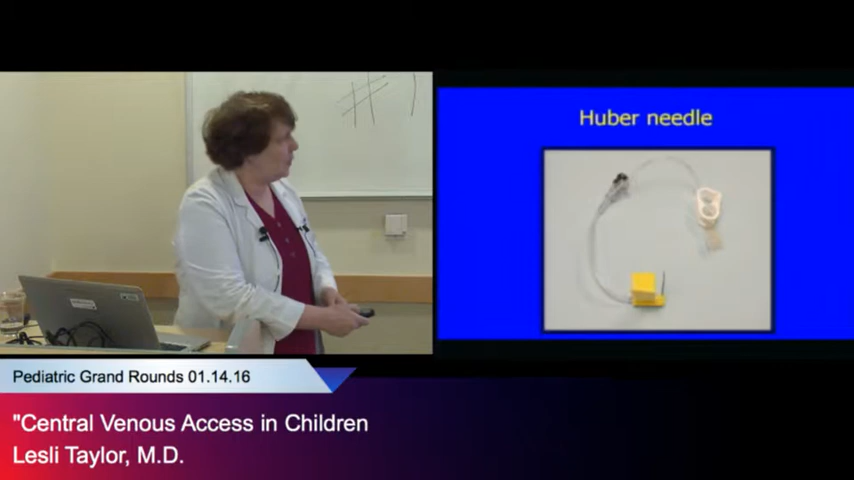 Huber needle
Pediatric Grand Rounds 01.14.16
"Central Venous Access in Children
Lesli Taylor, M.D.